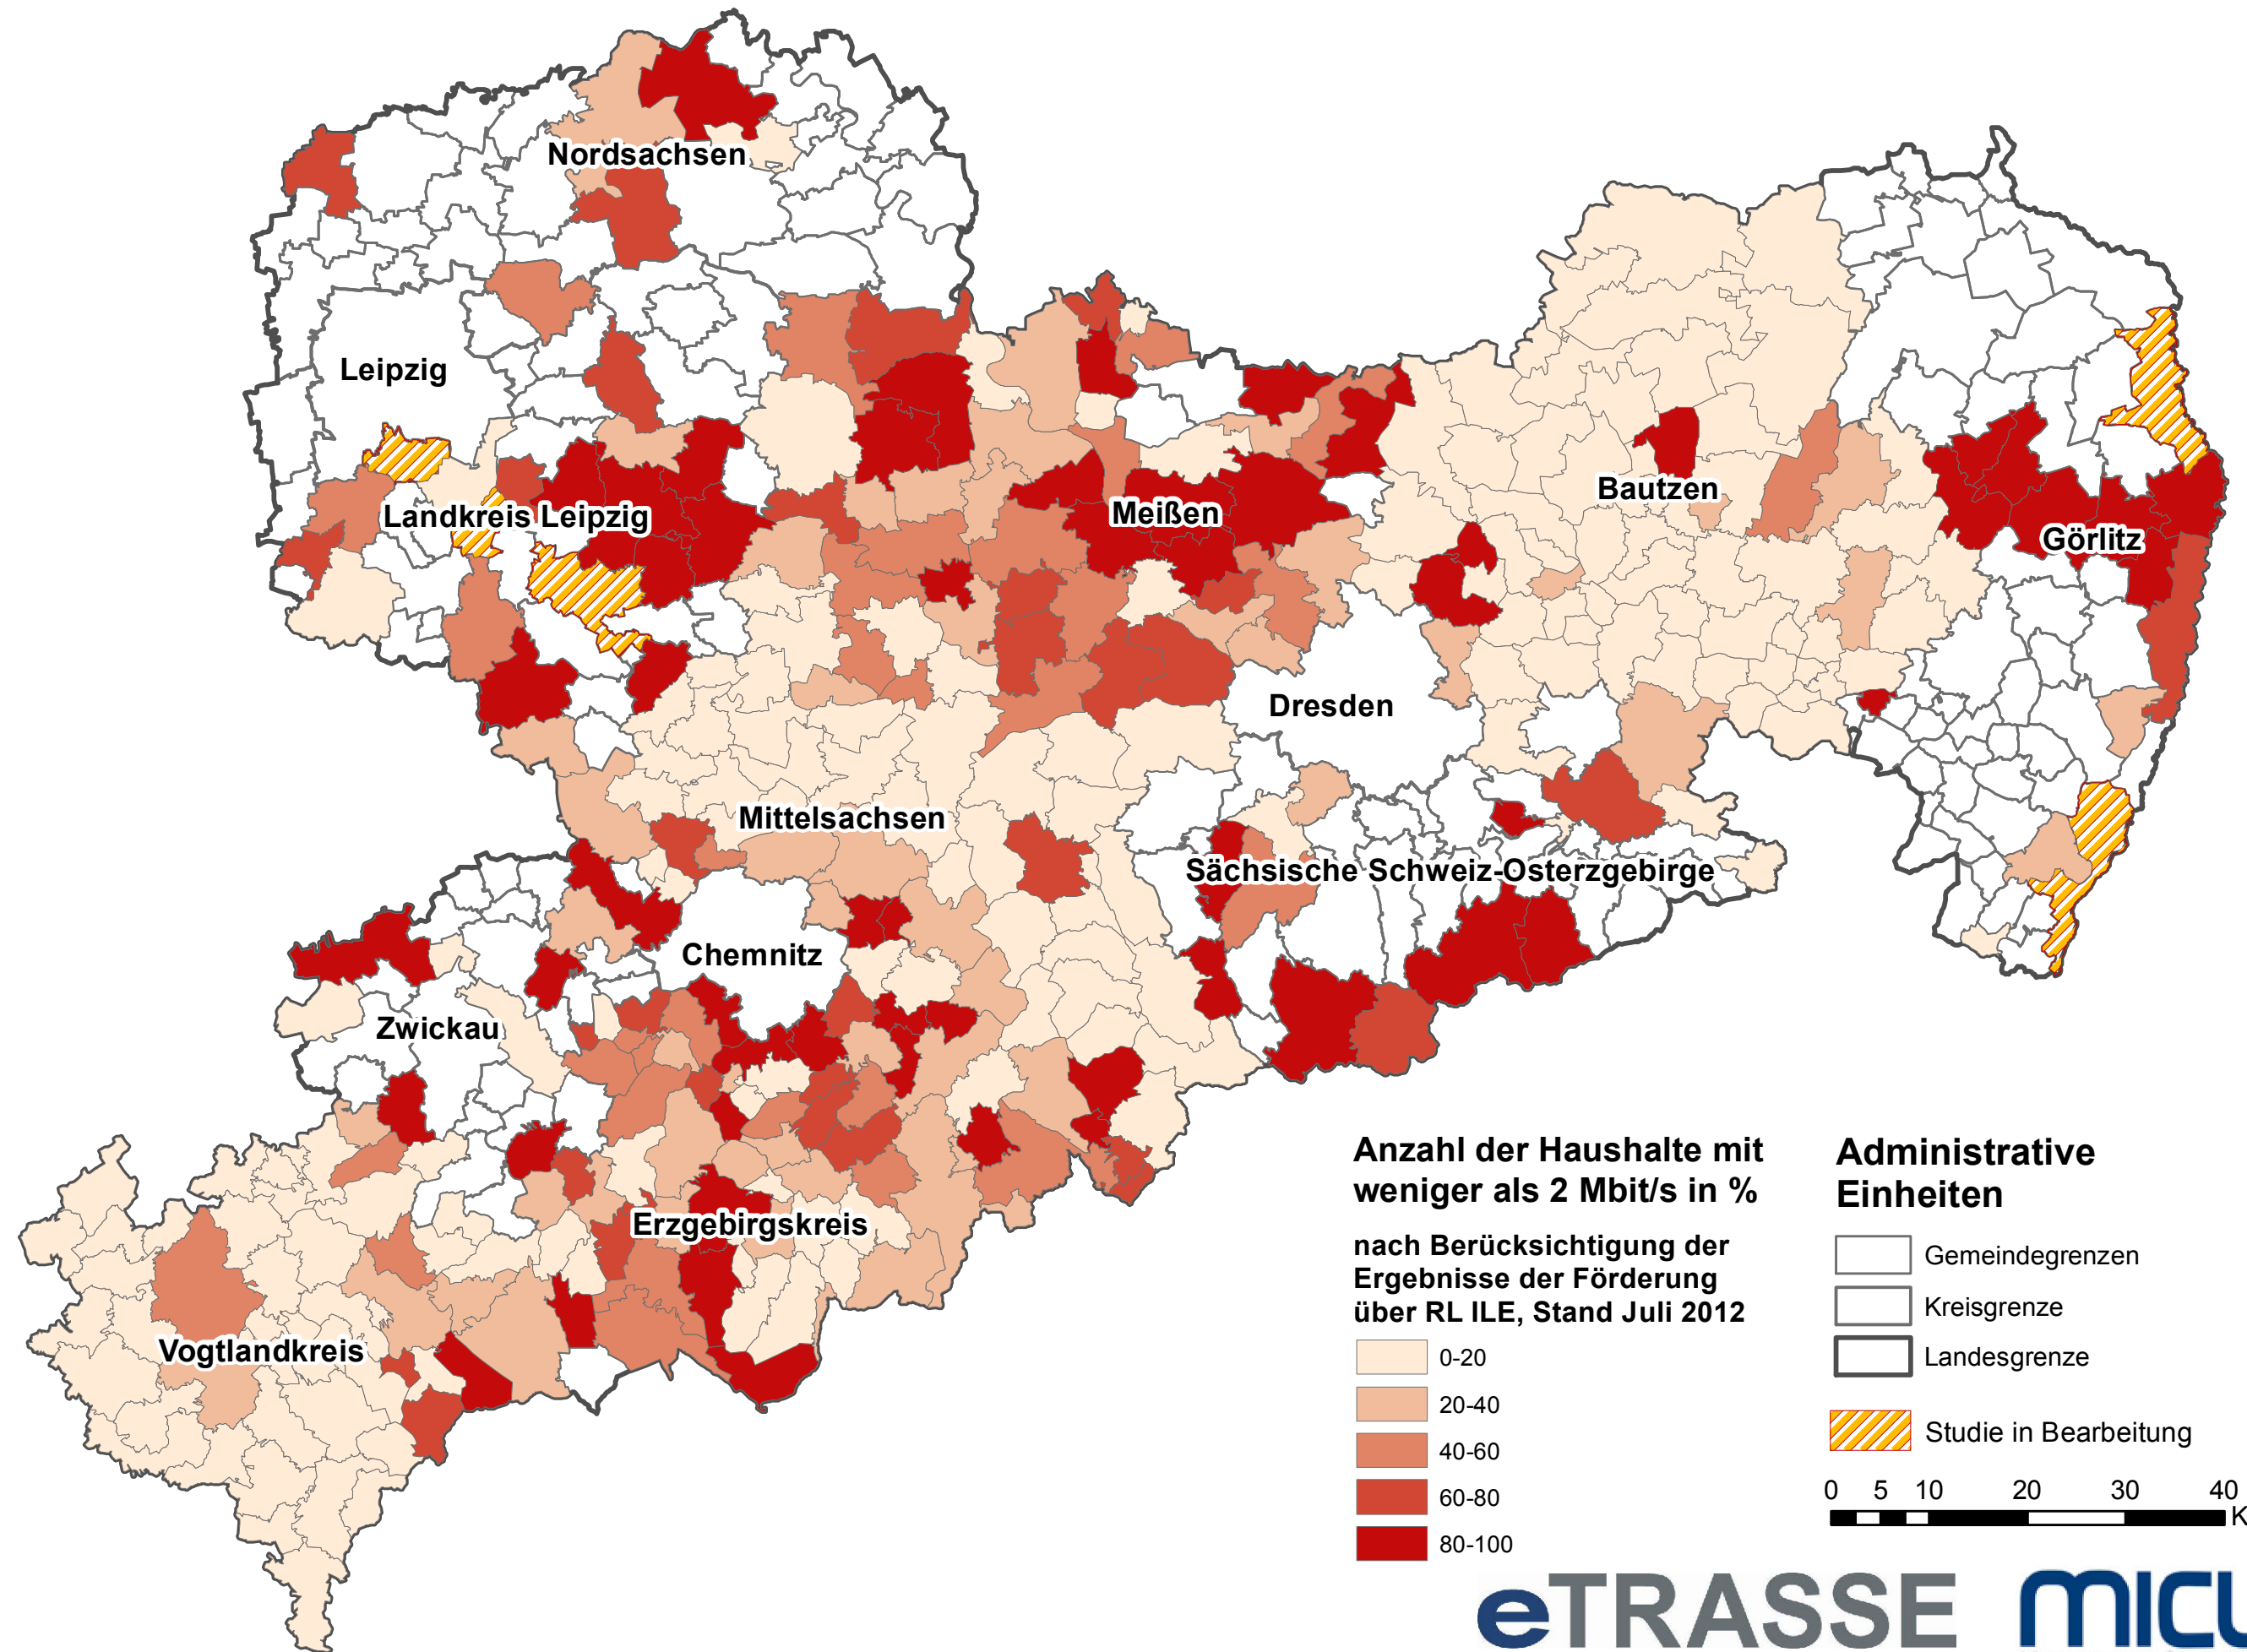 Nordsachsen
Leipzig
Landkreis Leipzig
Meißen
Bautzen
Görlitz
Dresden
Mittelsachsen
Sächsische Schweiz-Osterzgebirge
Chemnitz
Zwickau
Erzgebirgskreis
Vogtlandkreis
Anzahl der Haushalte mit
weniger als 2 Mbit/s in %
nach Berücksichtigung der
Ergebnisse der Förderung
über RL ILE, Stand Juli 2012
0-20
20-40
40-60
60-80
80-100
Administrative
Einheiten
Gemeindegrenzen
Kreisgrenze
Landesgrenze
Studie in Bearbeitung
0 5 10 20 30 40
K
eTRASSE